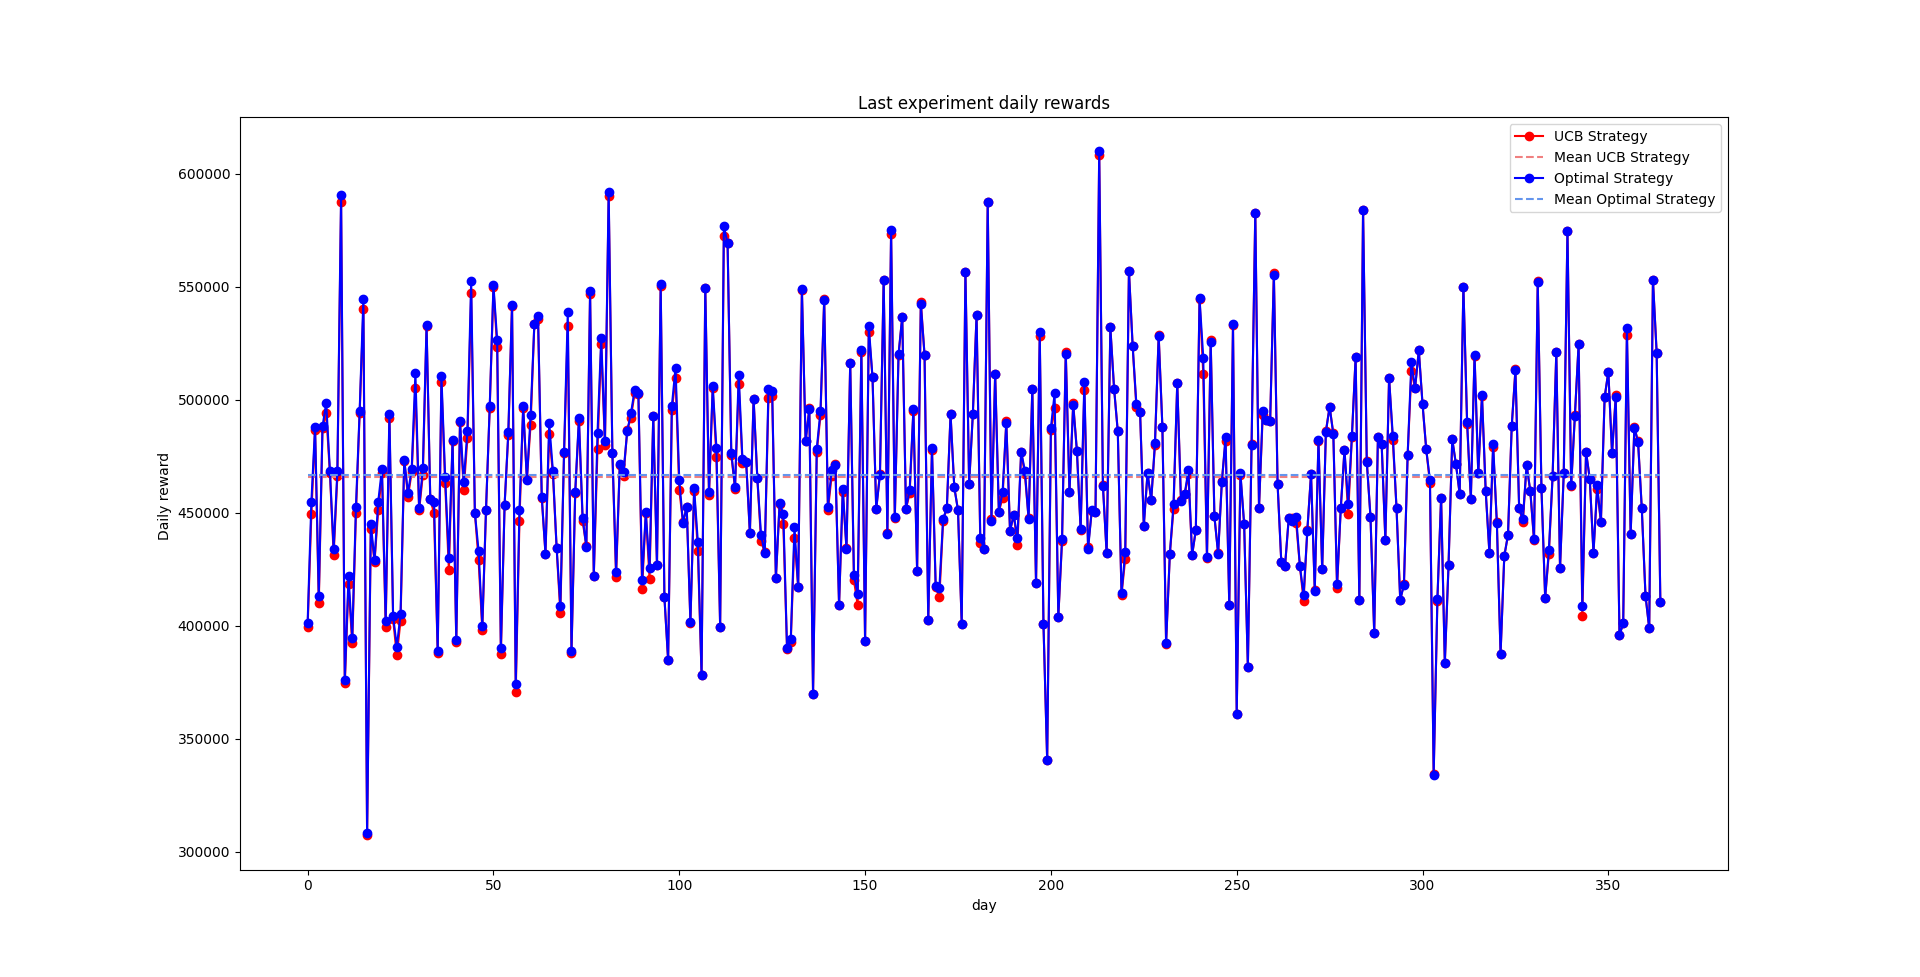 Last experiment daily rewards
UCB Strategy
Mean UCB Strategy
Optimal Strategy
Mean Optimal Strategy
600000
550000
500000
450000
400000
350000
300000
Daily reward
0 50 100 150 200 250 300 350
day